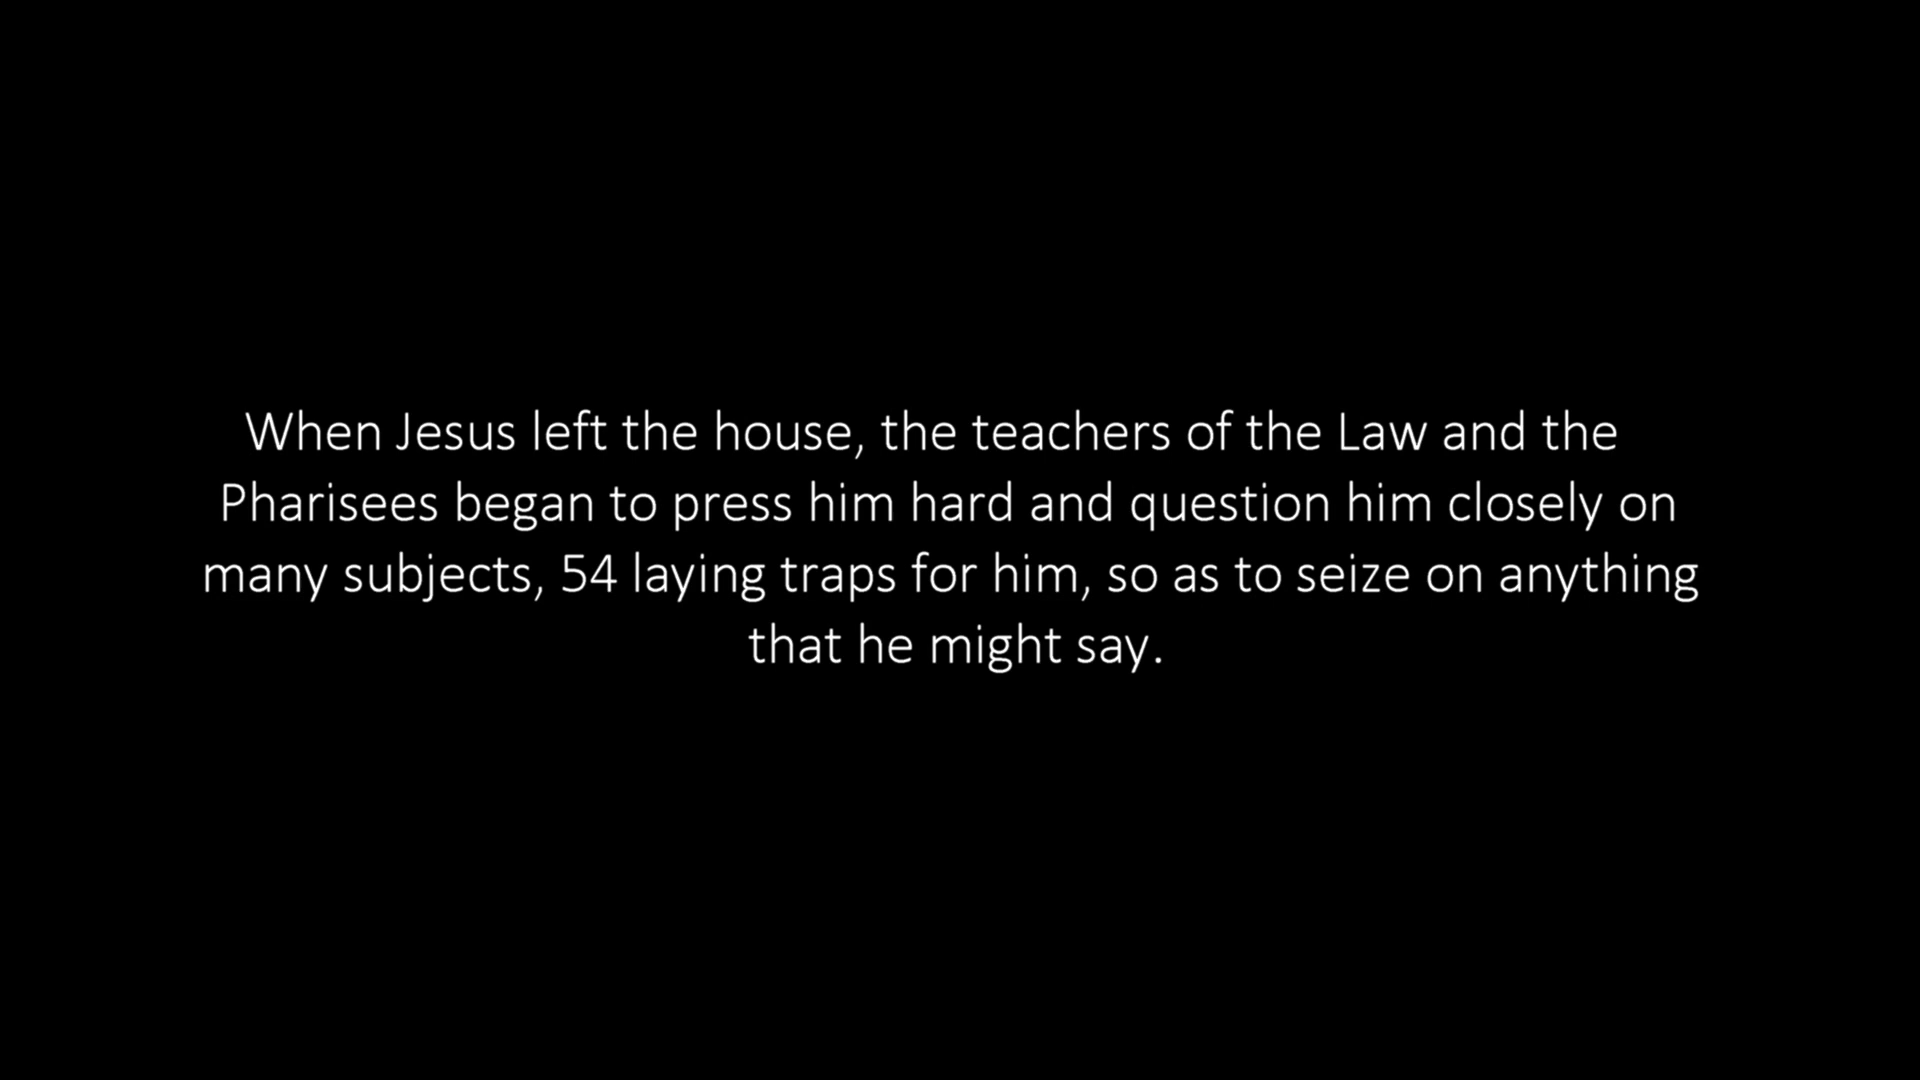 When Jesus left the house, the teachers of the Law and the
Pharisees began to press him hard and question him closely on
many subjects, 54 laying traps for him, so as to seize on anything
that he might say.